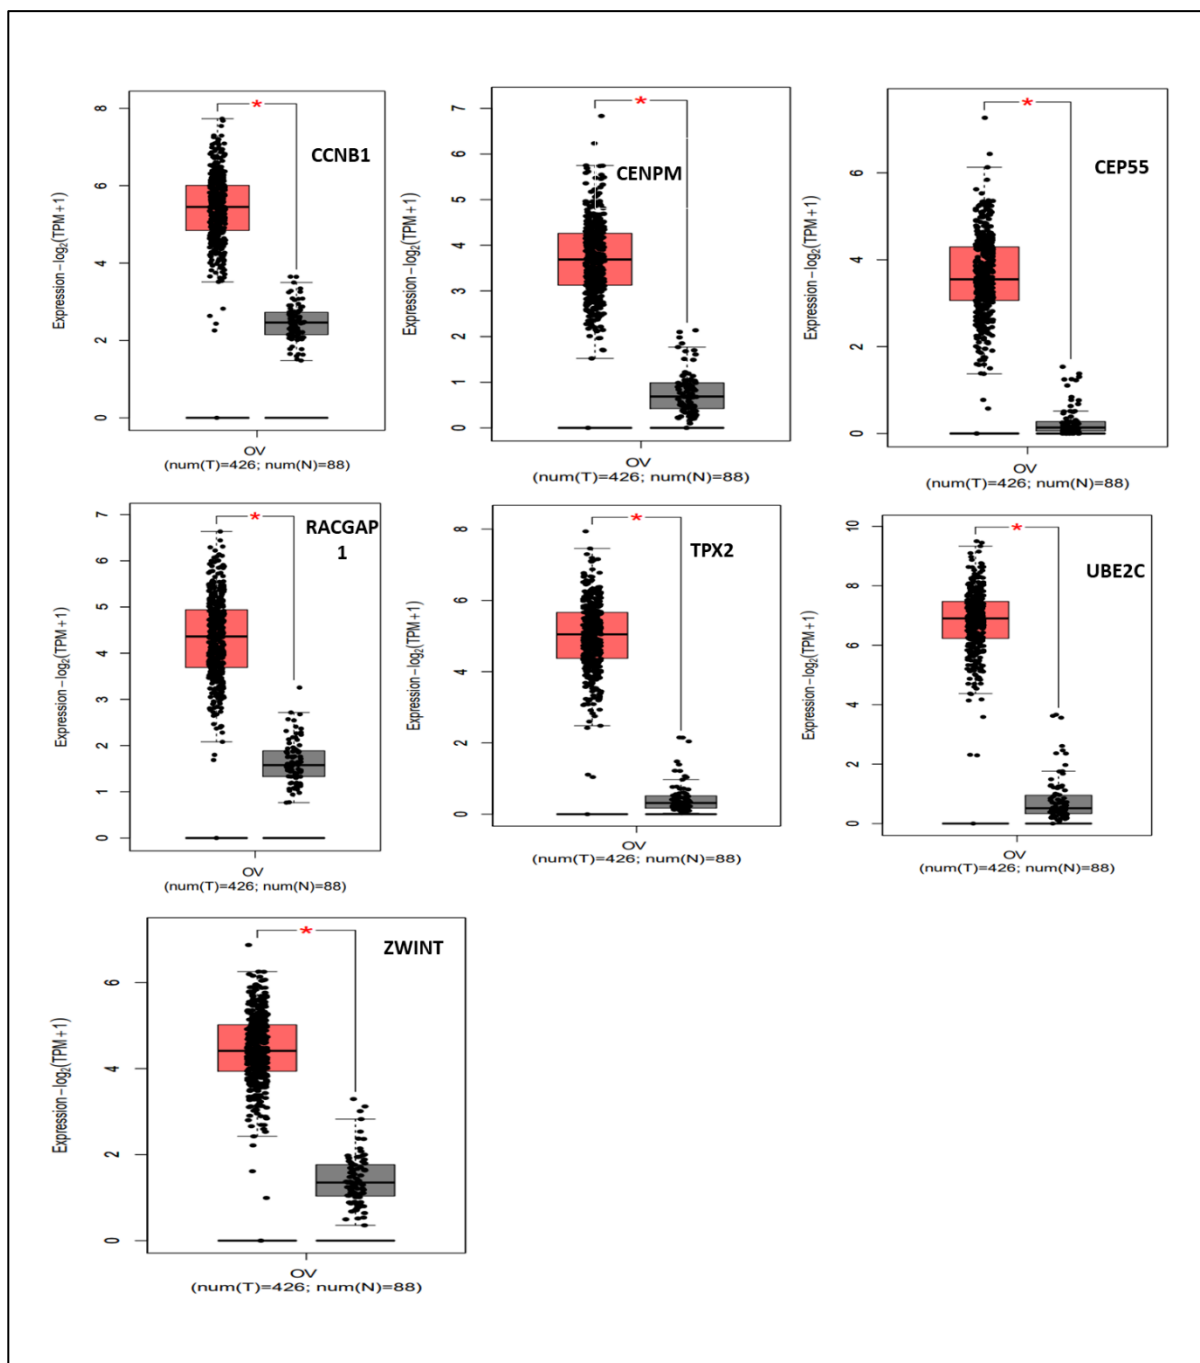 *
CCNB1
Expression − log2(TPM + 1)
8
6
4
2
0
OV
(num(T)=426; num(N)=88)
*
CENPM
Expression − log2(TPM + 1)
7
6
5
4
3
2
1
0
OV
(num(T)=426; num(N)=88)
*
CEP55
Expression − log2(TPM + 1)
6
4
2
0
OV
(num(T)=426; num(N)=88)
*
RACGAP
1
Expression − log2(TPM + 1)
7
6
5
4
3
2
1
0
OV
(num(T)=426; num(N)=88)
*
TPX2
Expression − log2(TPM + 1)
8
6
4
2
0
OV
(num(T)=426; num(N)=88)
*
UBE2C
Expression − log2(TPM + 1)
10
8
6
4
2
0
OV
(num(T)=426; num(N)=88)
*
ZWINT
Expression − log2(TPM + 1)
6
4
2
0
OV
(num(T)=426; num(N)=88)